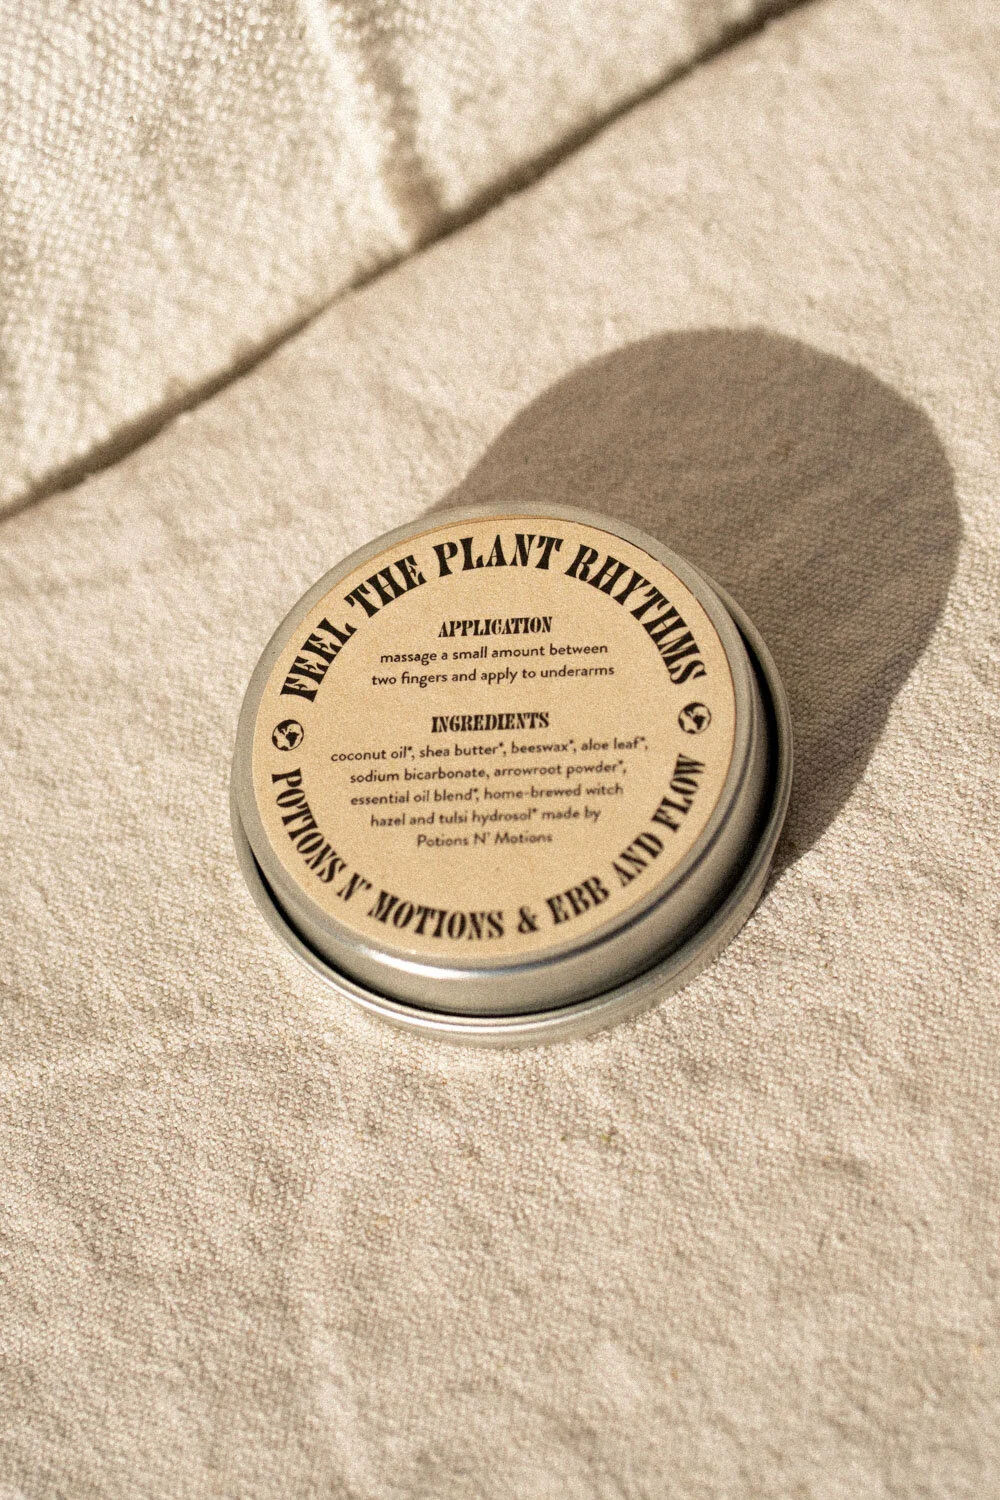 FEEL THE PLANT RHYTHMS
APPLICATION
massage a small amount between
two fingers and apply to underarms
INGREDIENTS
coconut oil*, shea butter*, beeswax*, aloe leaf*,
sodium bicarbonate, arrowroot powder*,
essential oil blend*, home-brewed witch
hazel and tulsi hydrosol* made by
Potions N' Motions
POTIONS N' MOTIONS & EBB AND FLOW